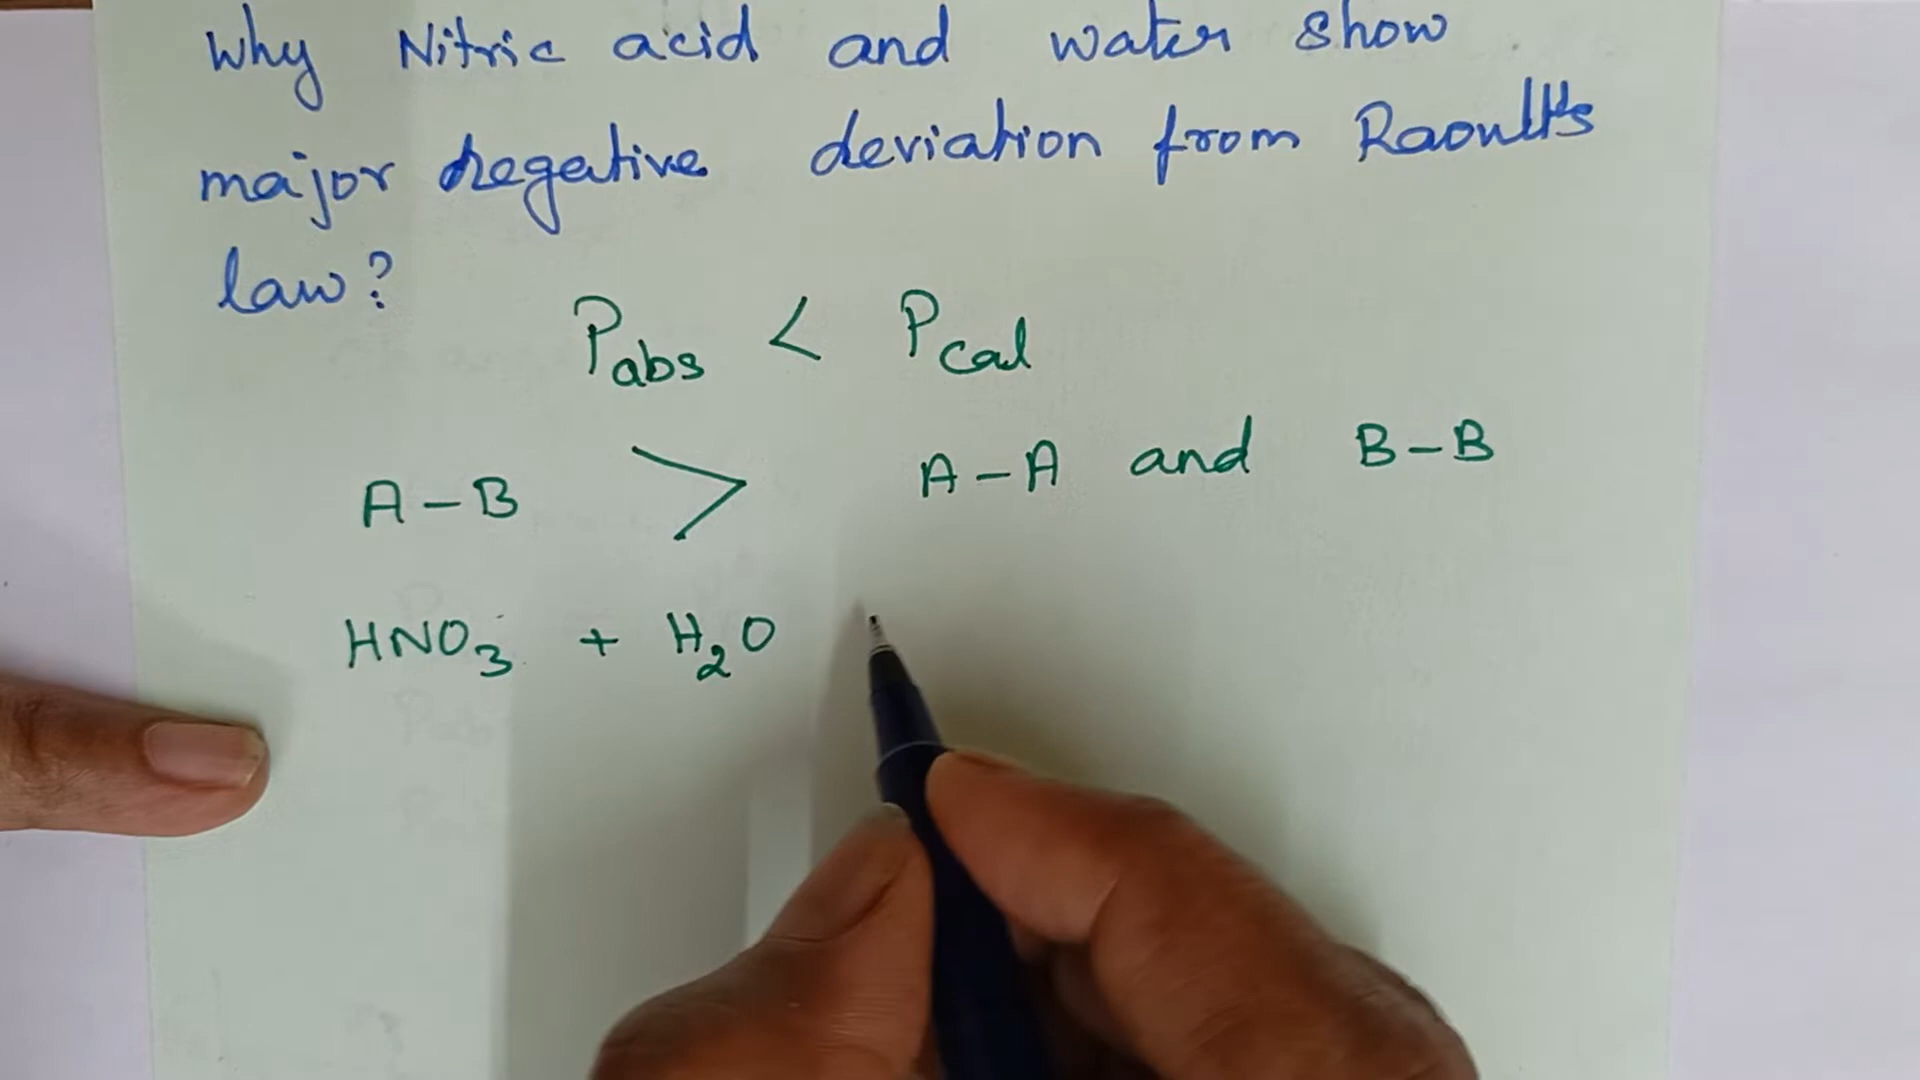 Why Nitric acid and water show
major negative deviation from Raoult's
law?
Pabs < Pcal
A-B > A-A and B-B
HNO3 + H2O